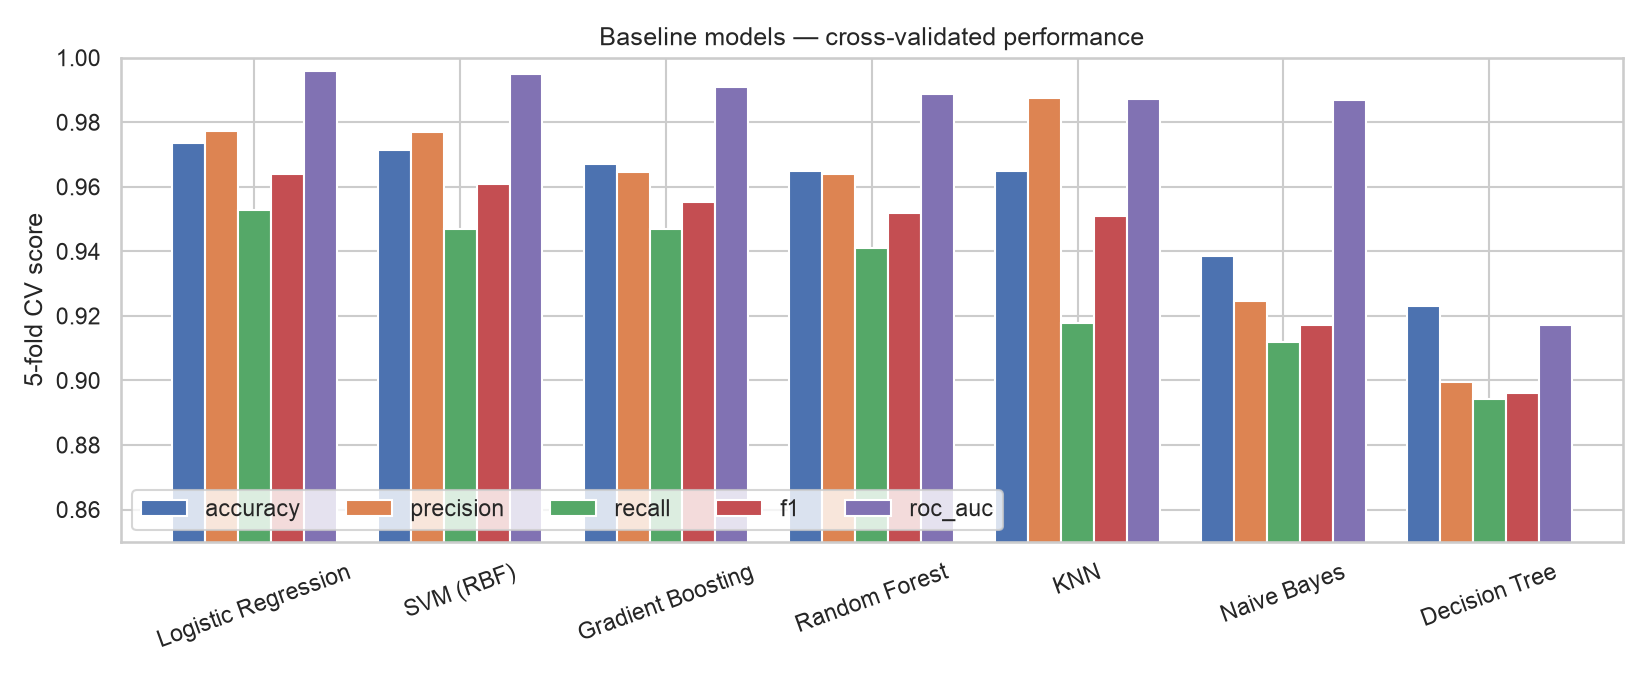 Baseline models — cross-validated performance
5-fold CV score
1.00
0.98
0.96
0.94
0.92
0.90
0.88
0.86
accuracy precision recall f1 roc_auc
Logistic Regression
SVM (RBF)
Gradient Boosting
Random Forest
KNN
Naive Bayes
Decision Tree